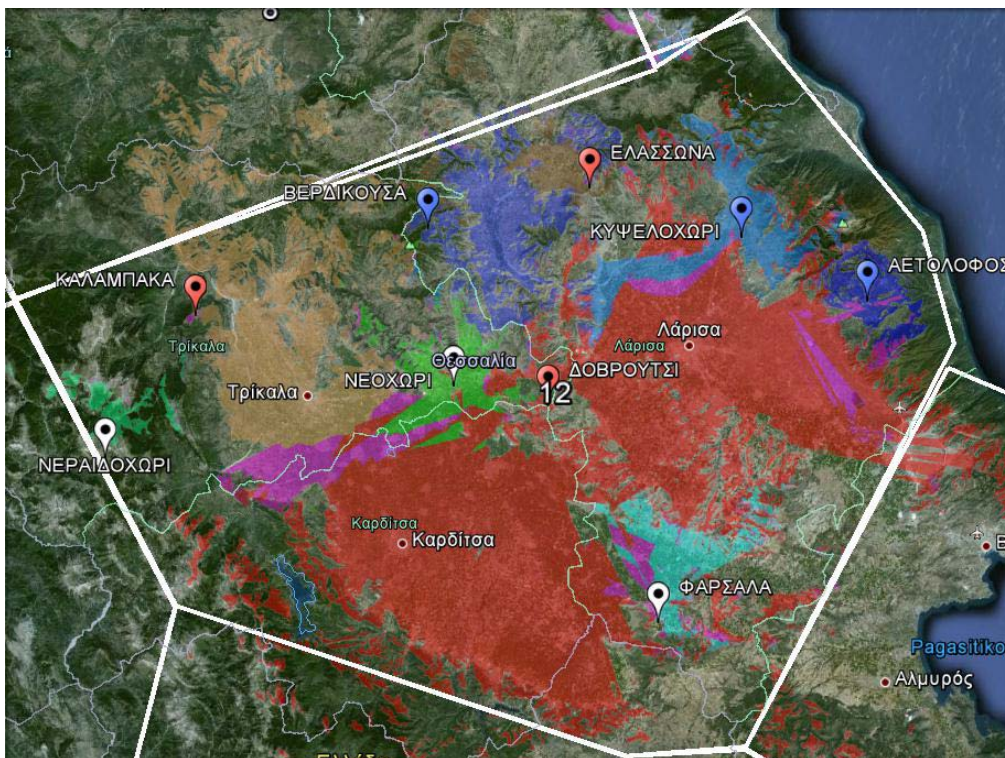 ΕΛΑΣΣΩΝΑ
ΒΕΡΔΙΚΟΥΣΑ
ΚΥΨΕΛΟΧΩΡΙ
ΑΕΤΟΛΟΦΟΣ
ΚΑΛΑΜΠΑΚΑ
Τρίκαλα
Λάρισα
Λάρισα
Θεσσαλία
ΝΕΟΧΩΡΙ
ΔΟΒΡΟΥΤΣΙ
12
Τρίκαλα
ΝΕΡΑΙΔΟΧΩΡΙ
Καρδίτσα
Καρδίτσα
ΦΑΡΣΑΛΑ
Pagasitiko
Αλμυρός